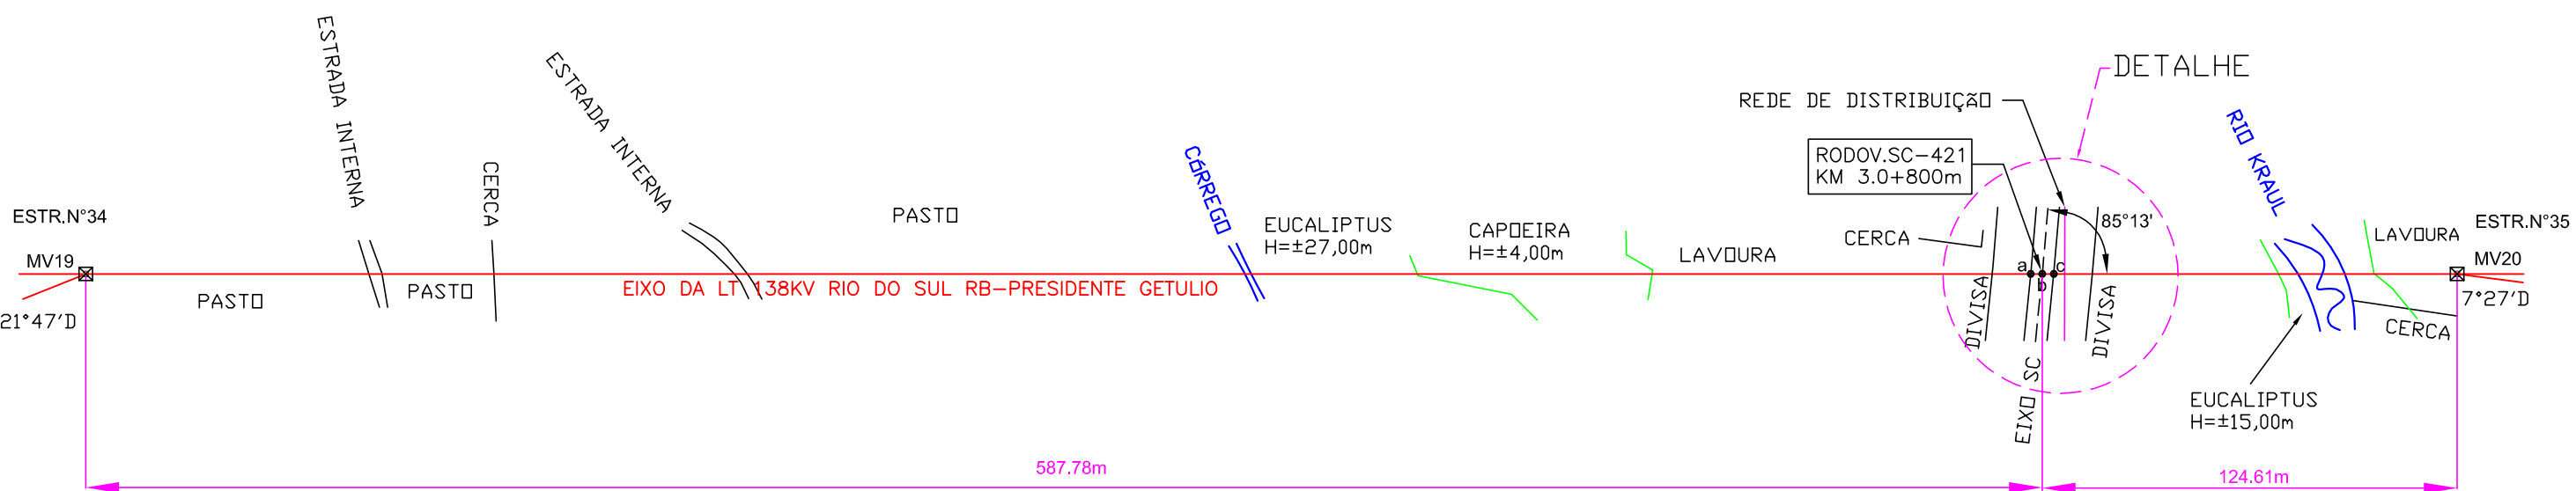 ESTRADA INTERNA
ESTRADA INTERNA
DETALHE
REDE DE DISTRIBUIÇÃO
RIO KRAUL
RODOV.SC-421
KM 3.0+800m
CÓRREGO
CERCA
ESTR.N°34
PASTO
EUCALIPTUS
H=±27,00m
CAPOEIRA
H=±4,00m
LAVOURA
CERCA
85°13'
LAVOURA
ESTR.N°35
MV19
a
b
c
MV20
PASTO
PASTO
EIXO DA LT 138KV RIO DO SUL RB-PRESIDENTE GETULIO
DIVISA
DIVISA
7°27'D
21°47'D
CERCA
EIXO SC
EUCALIPTUS
H=±15,00m
587.78m
124.61m